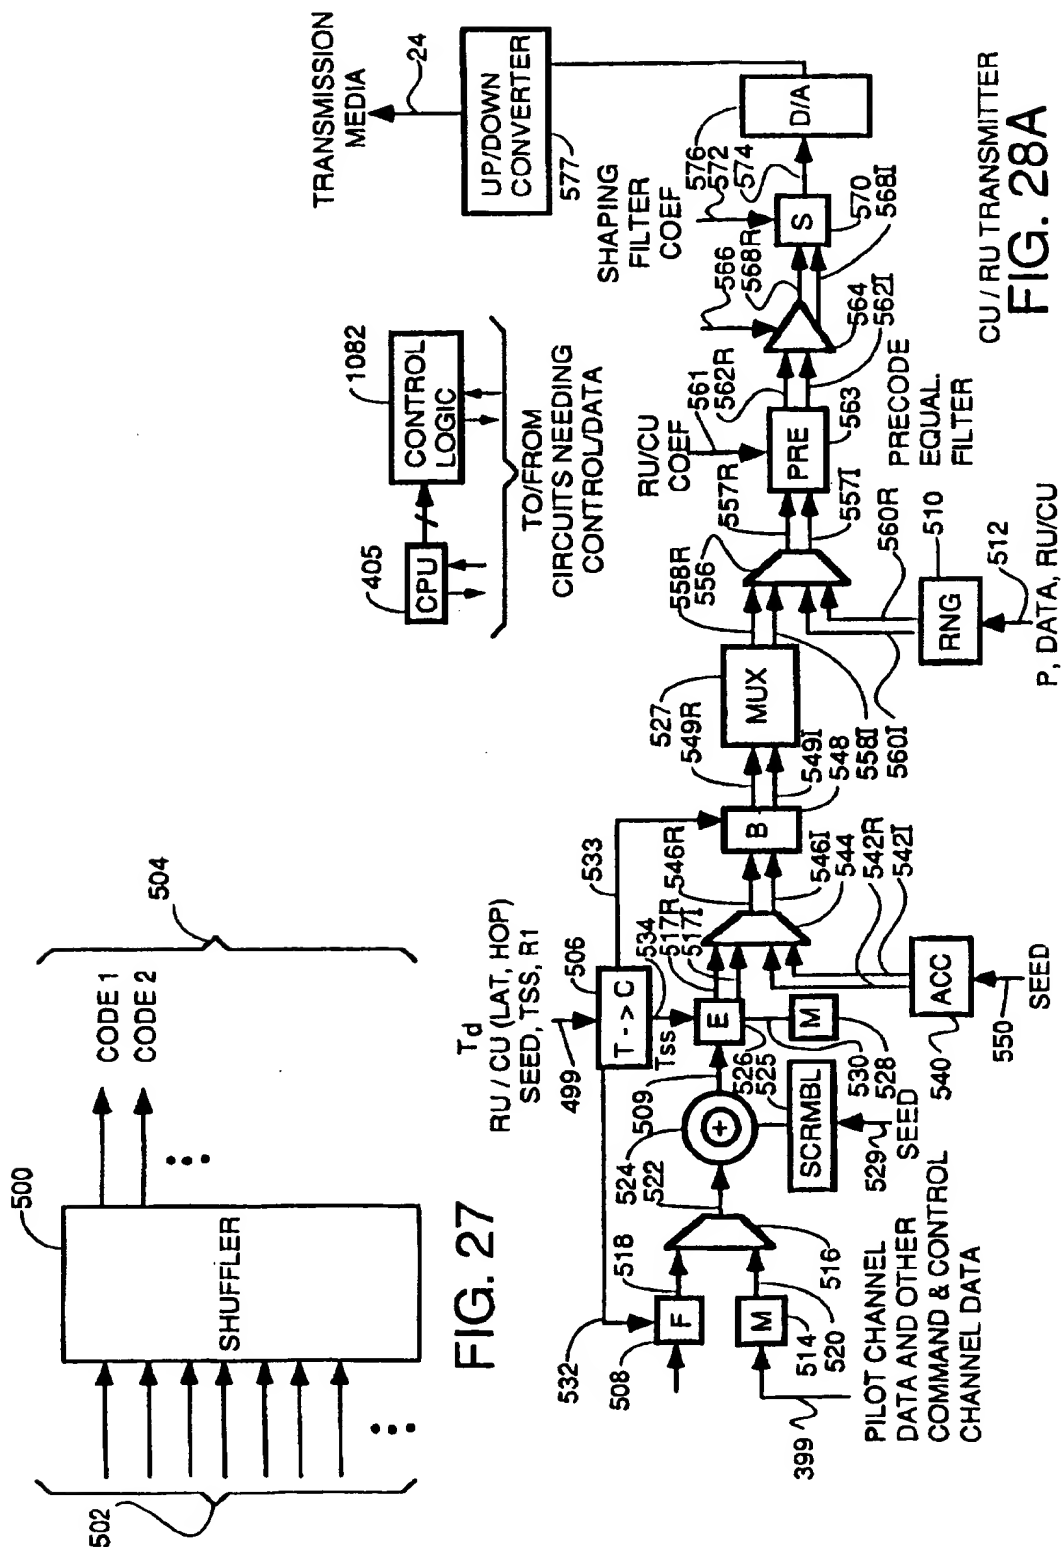 502
500
SHUFFLER
CODE 1
CODE 2
504
FIG. 27
TRANSMISSION
MEDIA
24
UP/DOWN
CONVERTER
577
405
CPU
CONTROL
LOGIC
1082
TO/FROM
CIRCUITS NEEDING
CONTROL/DATA
Td
RU / CU (LAT, HOP)
SEED, TSS, R1
499
506
T -> C
532
533
534
Tss
508
F
518
399
M
514
520
516
PILOT CHANNEL
DATA AND OTHER
COMMAND & CONTROL
CHANNEL DATA
522
524
+
509
SCRMBL
525
529
SEED
E
526
530
M
528
517R
517I
ACC
540
550
SEED
542R
542I
544
546R
546I
B
548
549R
549I
527
MUX
558R
558I
556
560R
560I
RNG
510
512
P, DATA, RU/CU
557R
557I
RU/CU
COEF
561
PRE
563
PRECODE
EQUAL.
FILTER
562R
562I
564
566
568R
568I
SHAPING
FILTER
COEF
572
S
570
574
576
D/A
CU / RU TRANSMITTER
FIG. 28A